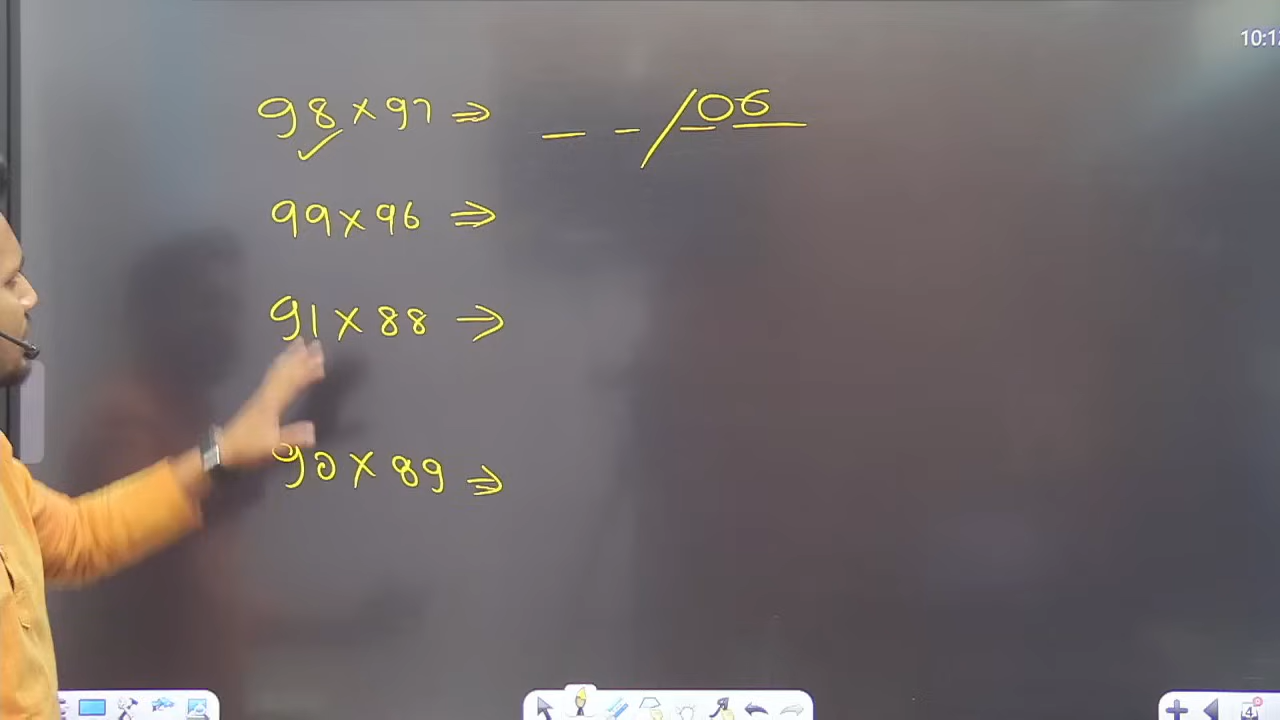 98 × 97 ⇒ _ _ / 06
99 × 96 ⇒
91 × 88 →
90 × 89 ⇒